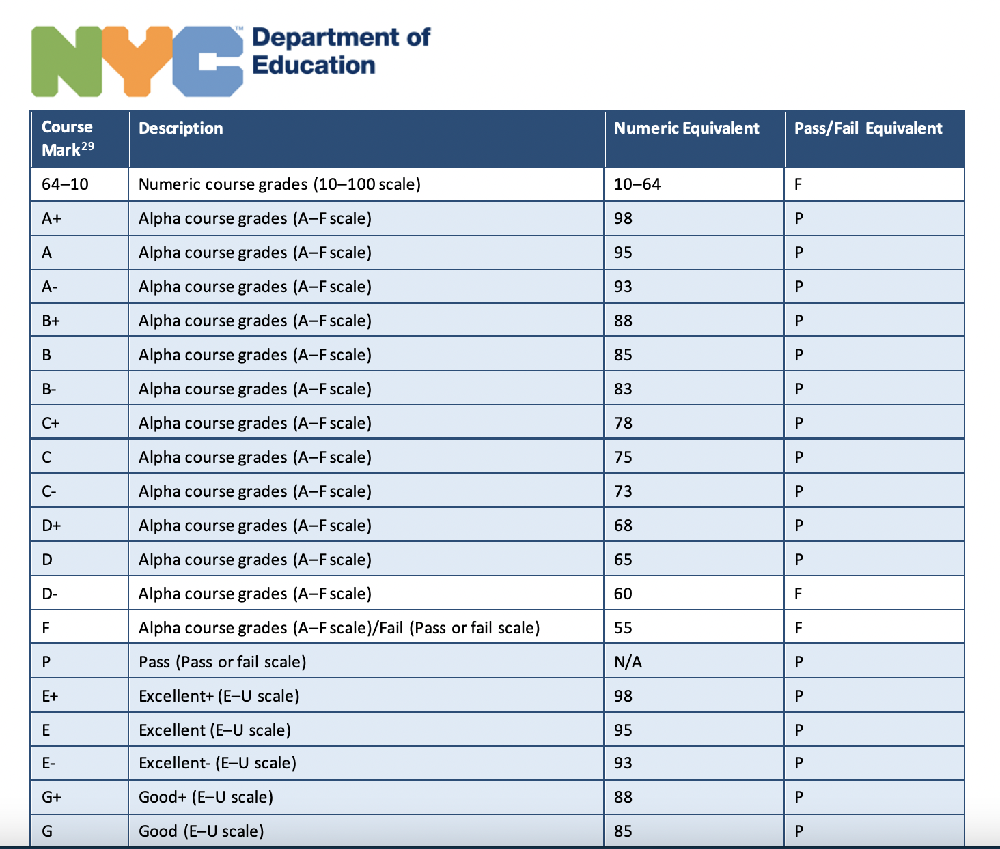 NYC™ Department of
Education
Course Mark29 Description Numeric Equivalent Pass/Fail Equivalent
64–10 Numeric course grades (10–100 scale) 10–64 F
A+ Alpha course grades (A–F scale) 98 P
A Alpha course grades (A–F scale) 95 P
A- Alpha course grades (A–F scale) 93 P
B+ Alpha course grades (A–F scale) 88 P
B Alpha course grades (A–F scale) 85 P
B- Alpha course grades (A–F scale) 83 P
C+ Alpha course grades (A–F scale) 78 P
C Alpha course grades (A–F scale) 75 P
C- Alpha course grades (A–F scale) 73 P
D+ Alpha course grades (A–F scale) 68 P
D Alpha course grades (A–F scale) 65 P
D- Alpha course grades (A–F scale) 60 F
F Alpha course grades (A–F scale)/Fail (Pass or fail scale) 55 F
P Pass (Pass or fail scale) N/A P
E+ Excellent+ (E–U scale) 98 P
E Excellent (E–U scale) 95 P
E- Excellent- (E–U scale) 93 P
G+ Good+ (E–U scale) 88 P
G Good (E–U scale) 85 P